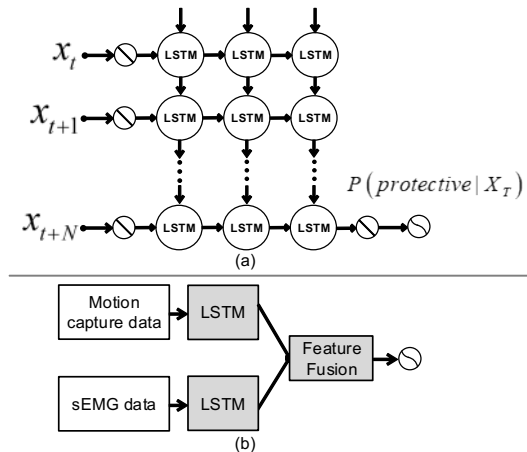 x_t LSTM LSTM LSTM
x_{t+1} LSTM LSTM LSTM
P(protective | X_T)
x_{t+N} LSTM LSTM LSTM
(a)
Motion capture data
LSTM
Feature Fusion
sEMG data
LSTM
(b)